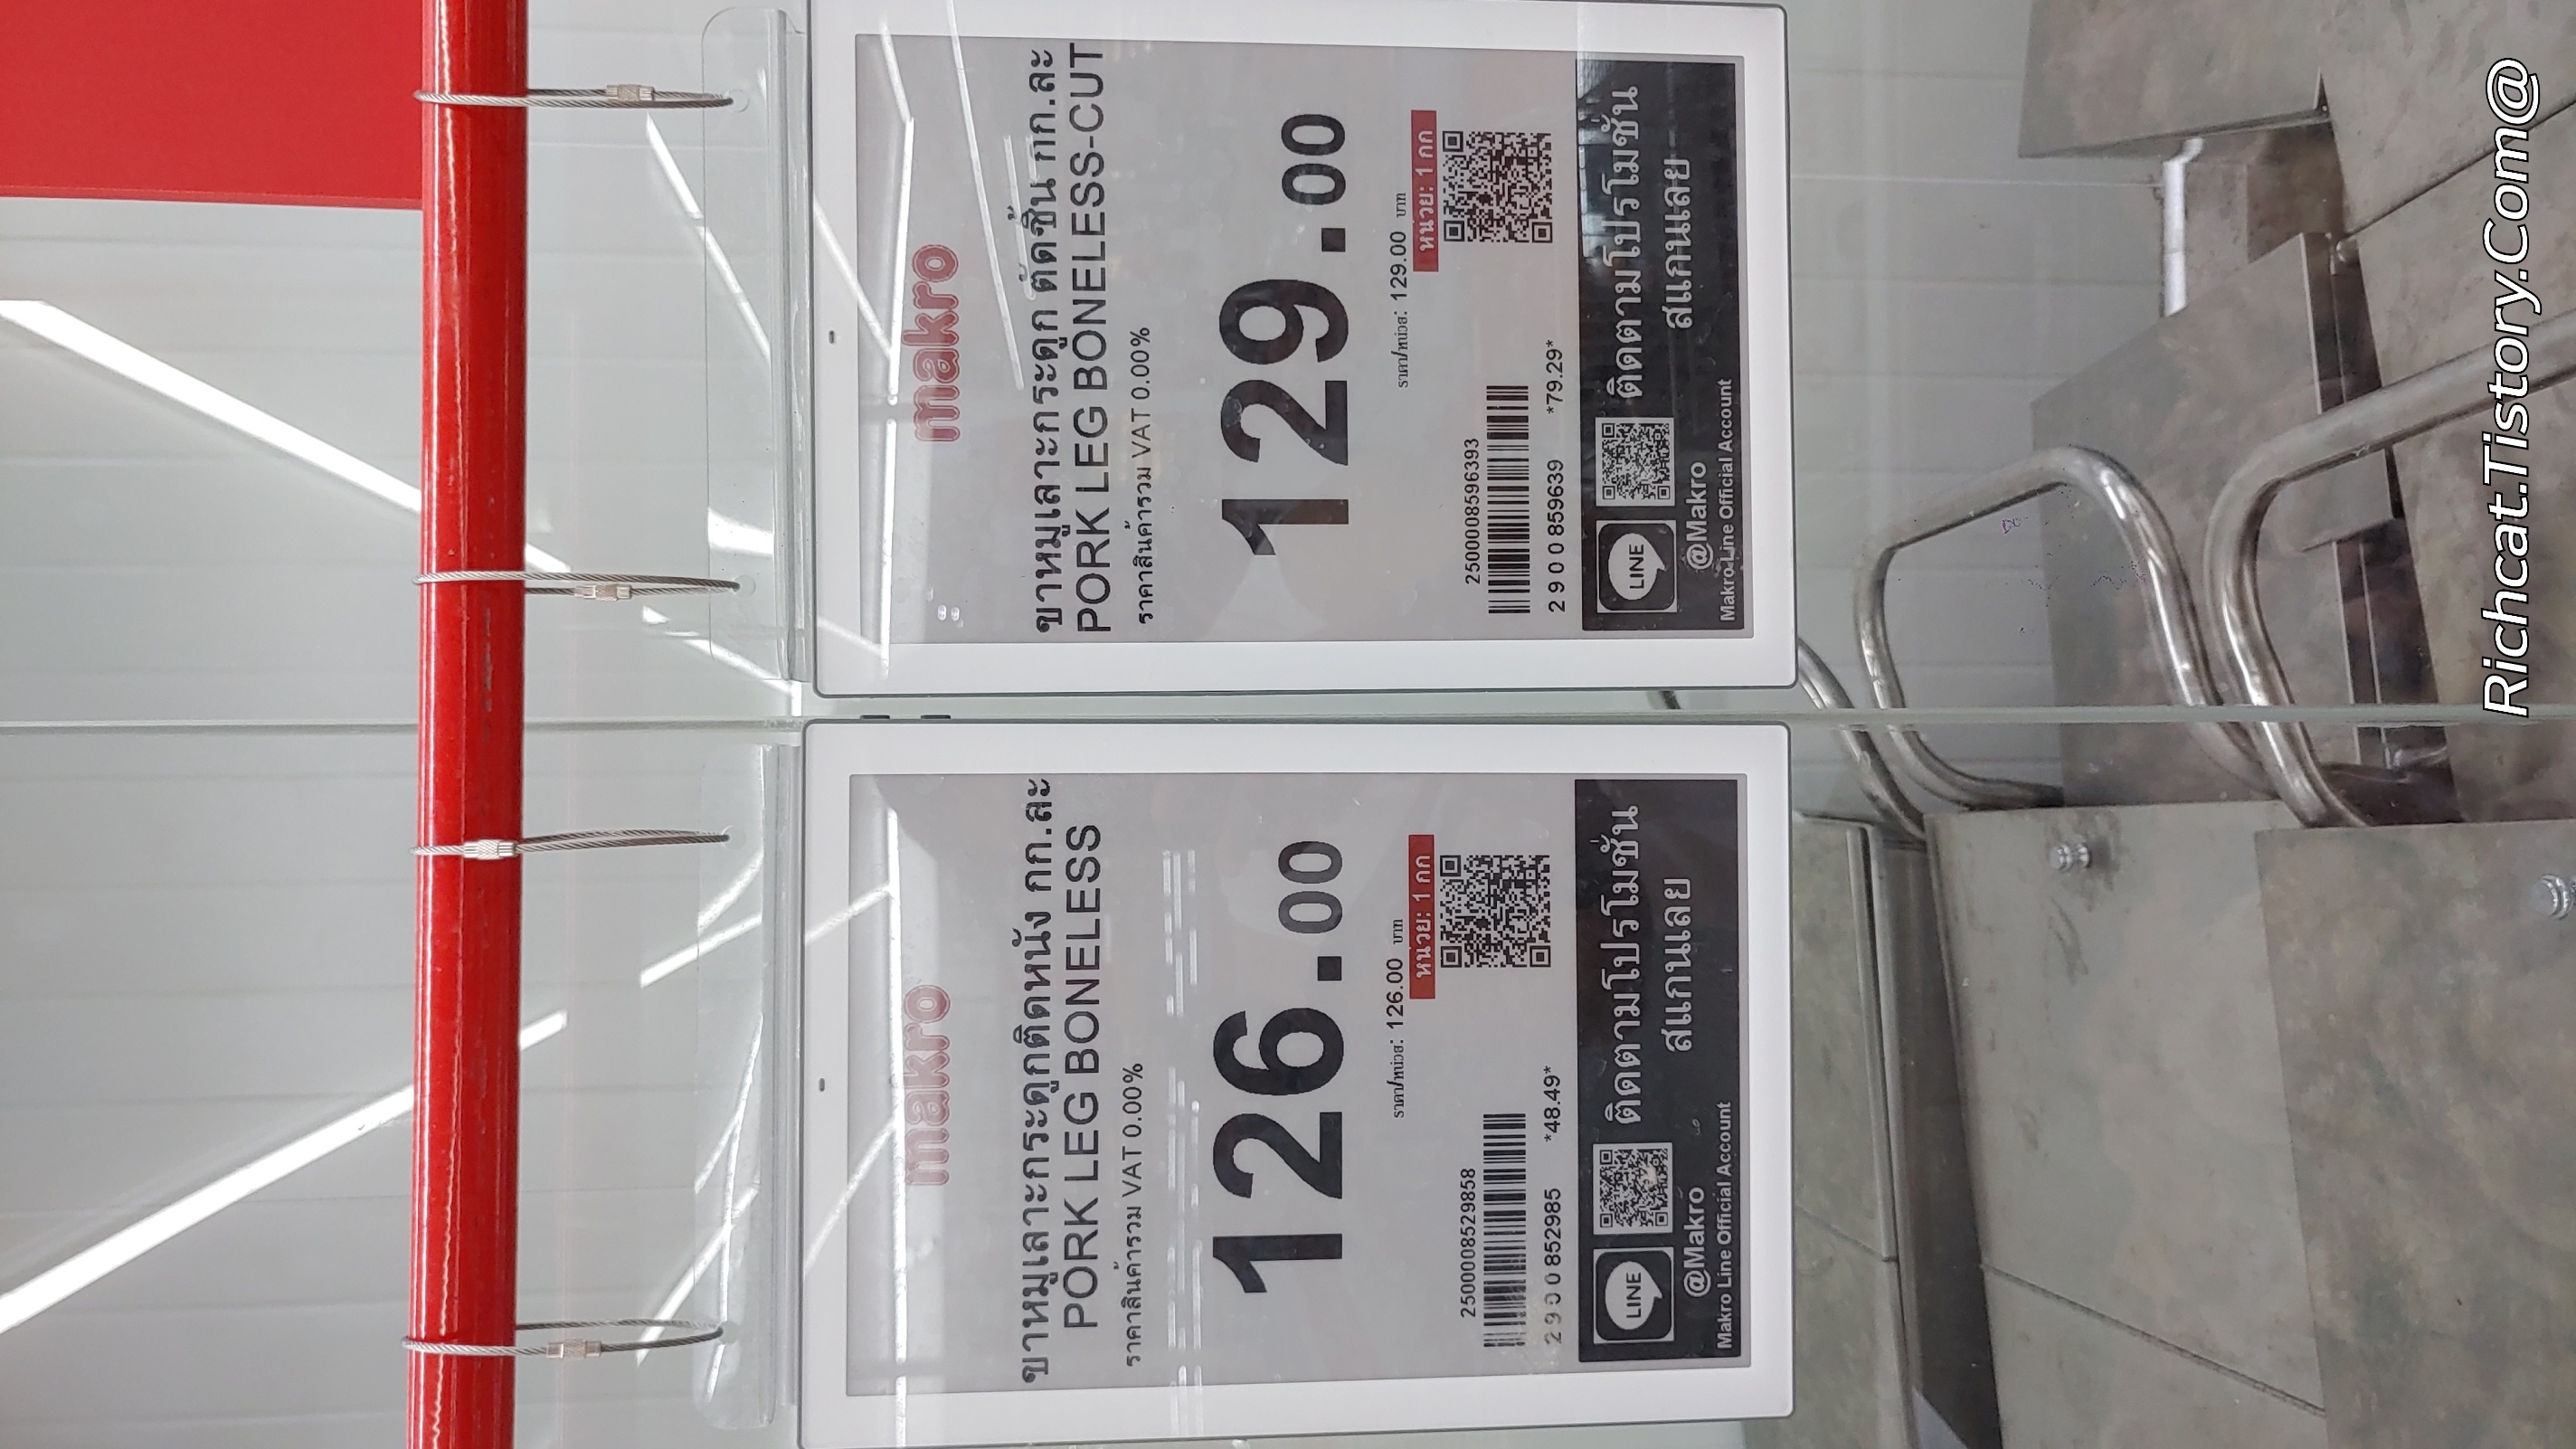 makro
ขาหมูเลาะกระดูกติดหนัง กก.ละ
PORK LEG BONELESS
ราคาสินค้ารวม VAT 0.00%
126.00
ราคา/หน่วย: 126.00 บาท
หน่วย: 1 กก
2500008529858
2900852985 *48.49*
LINE
ติดตามโปรโมชั่น
สแกนเลย
@Makro
Makro Line Official Account
makro
ขาหมูเลาะกระดูก ตัดชิ้น กก.ละ
PORK LEG BONELESS-CUT
ราคาสินค้ารวม VAT 0.00%
129.00
ราคา/หน่วย: 129.00 บาท
หน่วย: 1 กก
2500008596393
2900859639 *79.29*
LINE
ติดตามโปรโมชั่น
สแกนเลย
@Makro
Makro Line Official Account
Richcat.Tistory.Com@